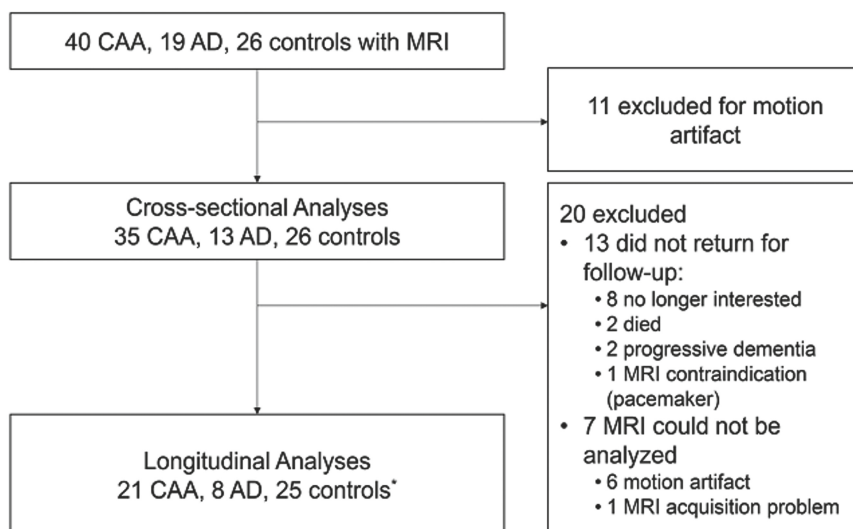 40 CAA, 19 AD, 26 controls with MRI
11 excluded for motion
artifact
Cross-sectional Analyses
35 CAA, 13 AD, 26 controls
20 excluded
• 13 did not return for
follow-up:
• 8 no longer interested
• 2 died
• 2 progressive dementia
• 1 MRI contraindication
(pacemaker)
• 7 MRI could not be
analyzed
• 6 motion artifact
• 1 MRI acquisition problem
Longitudinal Analyses
21 CAA, 8 AD, 25 controls*